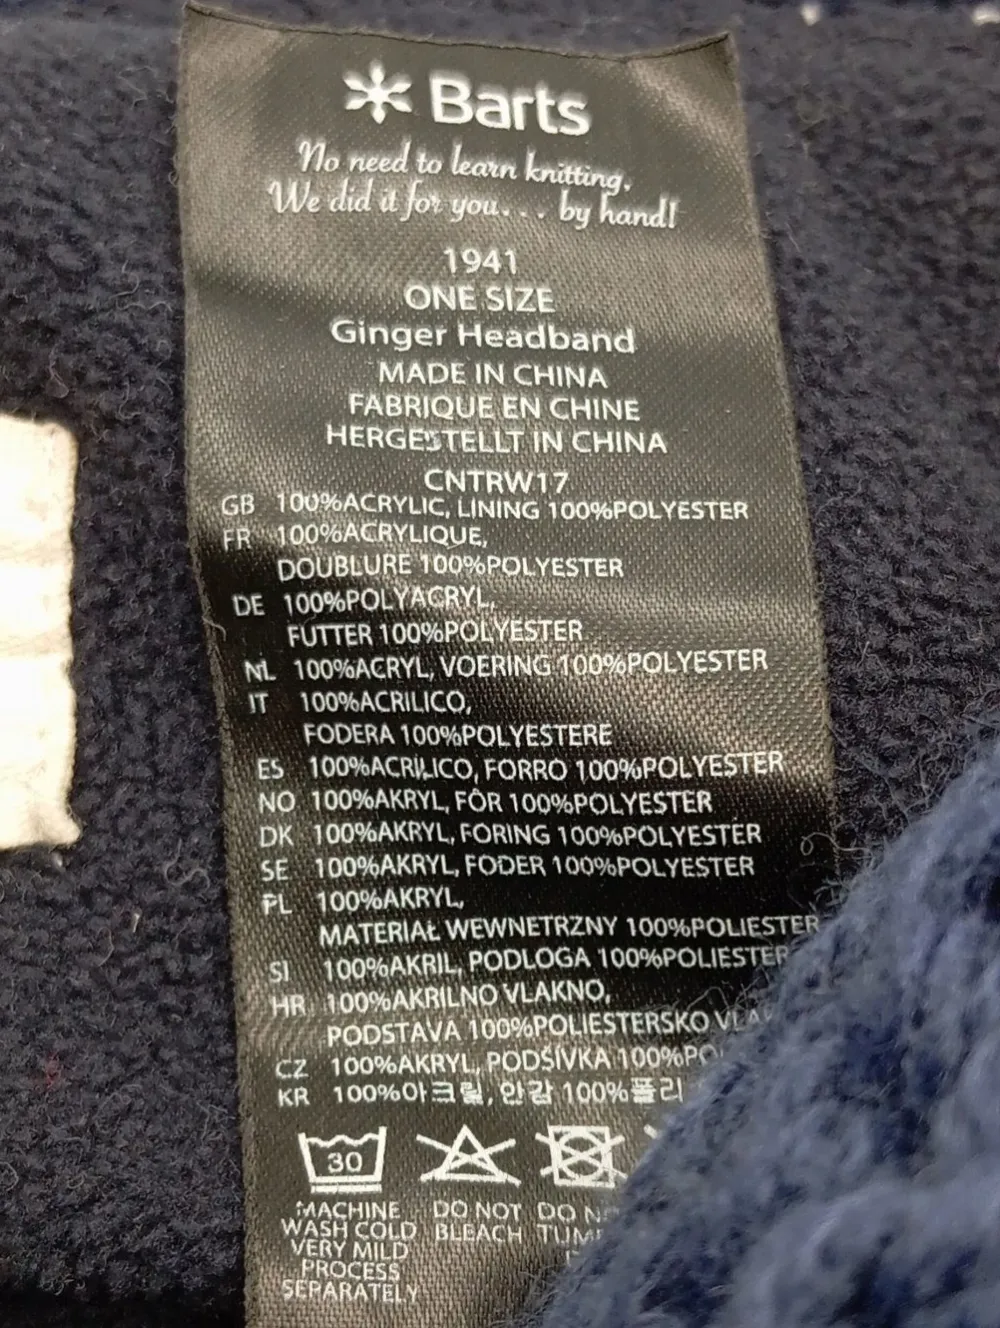 Barts
No need to learn knitting.
We did it for you... by hand!
1941
ONE SIZE
Ginger Headband
MADE IN CHINA
FABRIQUE EN CHINE
HERGESTELLT IN CHINA
CNTRW17
GB 100%ACRYLIC, LINING 100%POLYESTER
FR 100%ACRYLIQUE,
DOUBLURE 100%POLYESTER
DE 100%POLYACRYL,
FUTTER 100%POLYESTER
NL 100%ACRYL, VOERING 100%POLYESTER
IT 100%ACRILICO,
FODERA 100%POLYESTERE
ES 100%ACRILICO, FORRO 100%POLYESTER
NO 100%AKRYL, FÔR 100%POLYESTER
DK 100%AKRYL, FORING 100%POLYESTER
SE 100%AKRYL, FODER 100%POLYESTER
PL 100%AKRYL,
MATERIAŁ WEWNETRZNY 100%POLIESTER
SI 100%AKRIL, PODLOGA 100%POLIESTER
HR 100%AKRILNO VLAKNO,
PODSTAVA 100%POLIESTERSKO
CZ 100%AKRYL, PODŠÍVKA 100%
KR 100%아크릴, 안감 100%폴리
30
MACHINE DO NOT DO
WASH COLD BLEACH
VERY MILD
PROCESS
SEPARATELY